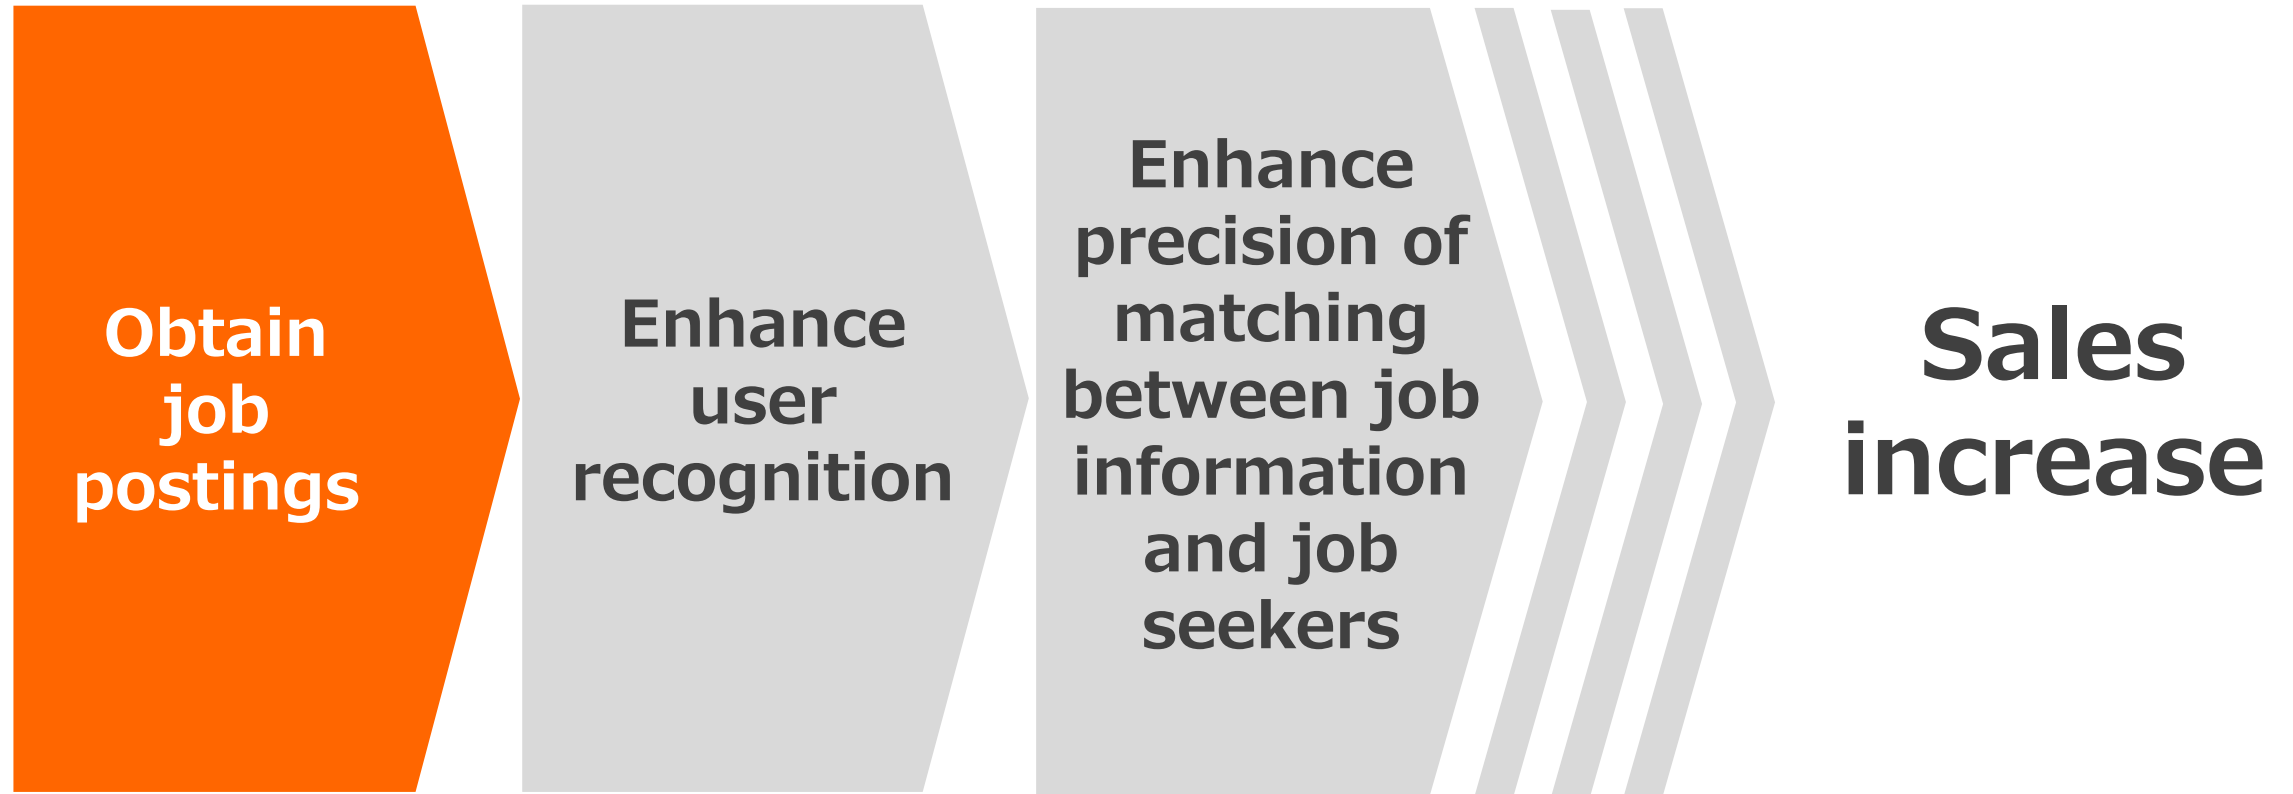 Obtain
job
postings
Enhance
user
recognition
Enhance
precision of
matching
between job
information
and job
seekers
Sales
increase